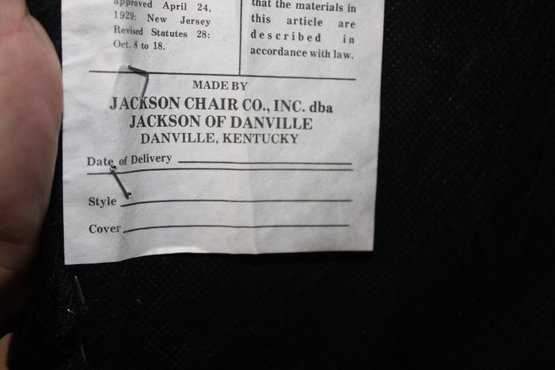 approved April 24,
1929; New Jersey
Revised Statutes 28:
Oct. 8 to 18.
that the materials in
this article are
described in
accordance with law.
MADE BY
JACKSON CHAIR CO., INC. dba
JACKSON OF DANVILLE
DANVILLE, KENTUCKY
Date of Delivery
Style
Cover